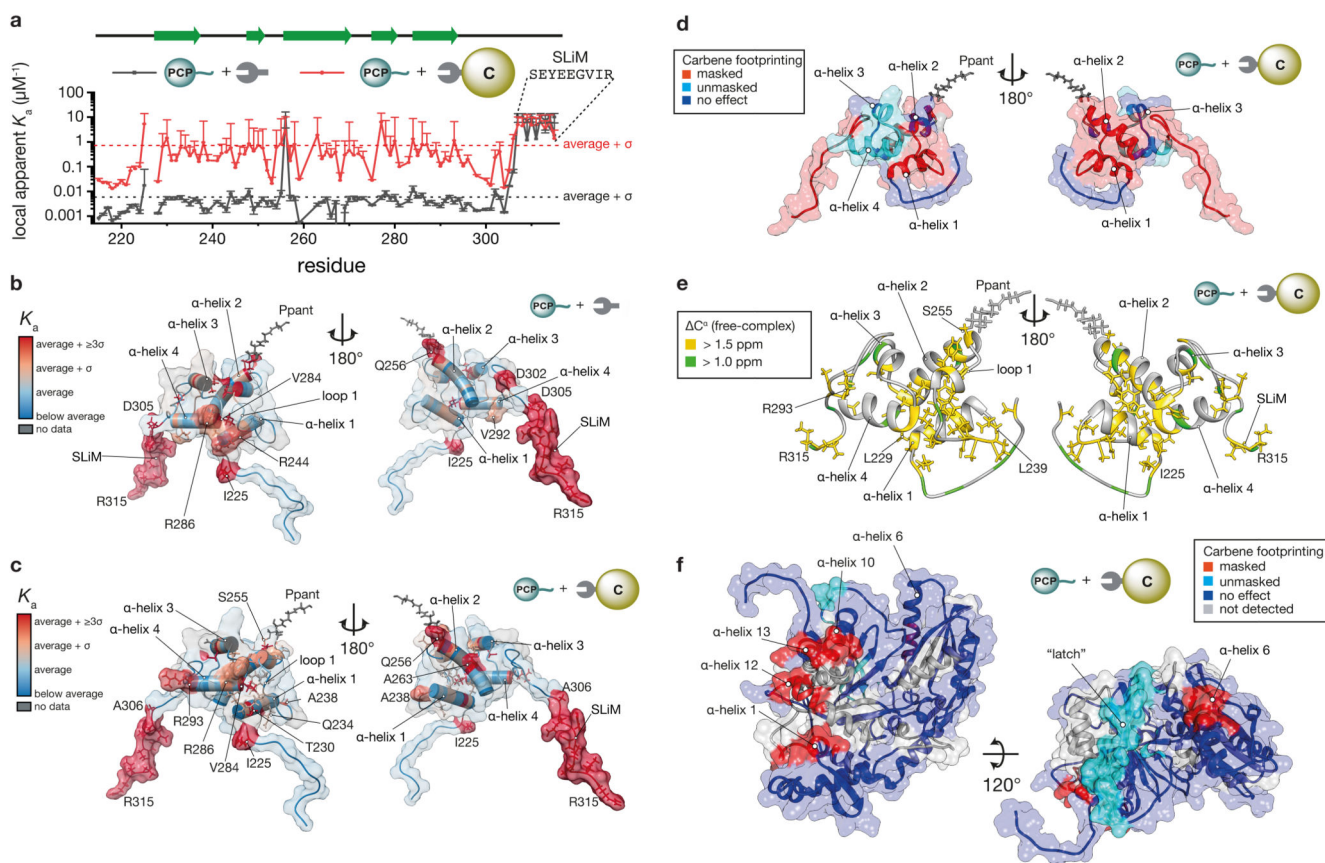 a
SLiM
SEYEEGVIR
PCP + 
PCP + C
local apparent Ka (μM⁻¹)
100
10
1
0.1
0.01
0.001
average + σ
average + σ
220
240
260
280
300
residue
b
Ka
average + ≥3σ
average + σ
average
below average
no data
PCP +
180°
α-helix 2
α-helix 3
α-helix 4
Ppant
V284
loop 1
α-helix 1
R244
I225
R286
D305
SLiM
R315
α-helix 2
α-helix 3
α-helix 4
Q256
D302
D305
SLiM
V292
I225
α-helix 1
R315
c
Ka
average + ≥3σ
average + σ
average
below average
no data
PCP + C
180°
S255
Ppant
α-helix 3
α-helix 4
loop 1
α-helix 1
A238
Q234
T230
I225
V284
R286
R293
A306
R315
α-helix 2
α-helix 3
Q256
A263
A238
α-helix 4
α-helix 1
I225
A306
SLiM
R315
d
Carbene footprinting
masked
unmasked
no effect
PCP + C
180°
α-helix 3
α-helix 2
Ppant
α-helix 4
α-helix 1
α-helix 2
α-helix 3
α-helix 1
e
ΔCα (free-complex)
> 1.5 ppm
> 1.0 ppm
PCP + C
180°
α-helix 3
α-helix 2
Ppant
S255
loop 1
R293
R315
L229
α-helix 4
α-helix 1
L239
α-helix 2
α-helix 3
SLiM
I225
R315
α-helix 4
α-helix 1
f
Carbene footprinting
masked
unmasked
no effect
not detected
PCP + C
120°
α-helix 6
α-helix 10
α-helix 13
α-helix 12
α-helix 1
"latch"
α-helix 6